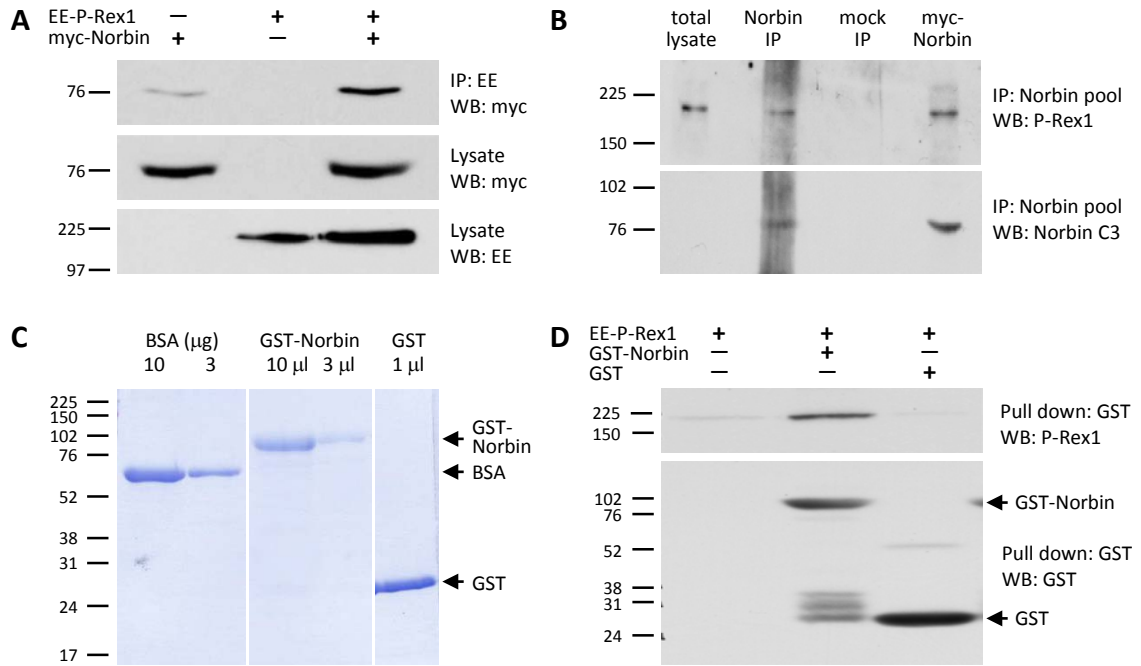 A
EE-P-Rex1 — + +
myc-Norbin + — +
76
IP: EE
WB: myc
76
Lysate
WB: myc
225
97
Lysate
WB: EE
B
total lysate
Norbin IP
mock IP
myc-Norbin
225
150
IP: Norbin pool
WB: P-Rex1
102
76
IP: Norbin pool
WB: Norbin C3
C
BSA (μg) GST-Norbin GST
10 3 10 μl 3 μl 1 μl
225
150
102
76
52
38
31
24
17
GST-Norbin
BSA
GST
D
EE-P-Rex1 + + +
GST-Norbin — + —
GST — — +
225
150
Pull down: GST
WB: P-Rex1
102
76
52
38
31
24
GST-Norbin
Pull down: GST
WB: GST
GST